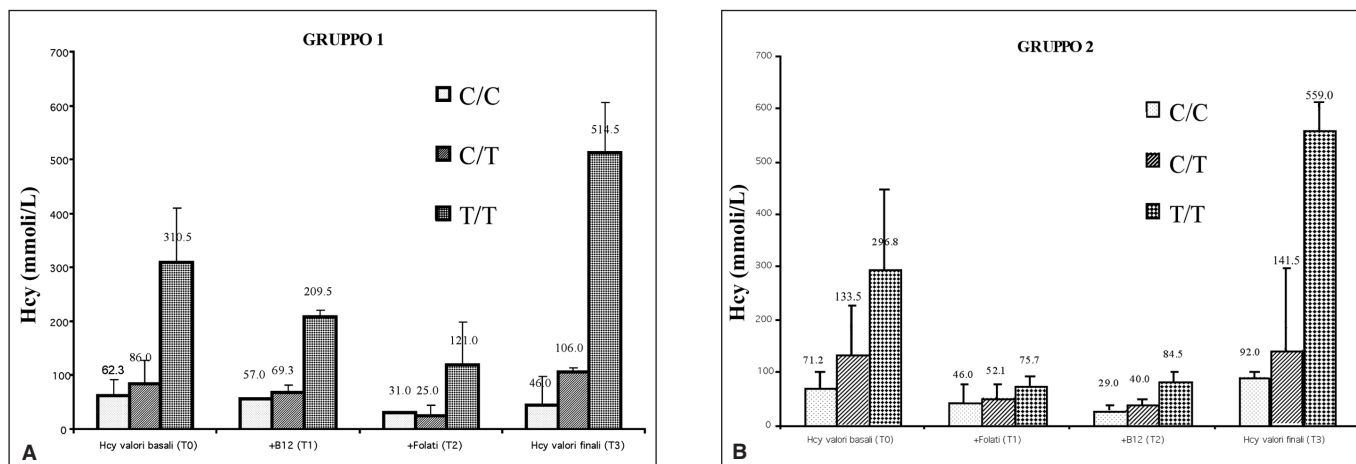 GRUPPO 1
700
600
500
400
300
200
100
0
Hcy (mmoli/L)
C/C
C/T
T/T
62.3
86.0
310.5
57.0
69.3
209.5
31.0
25.0
121.0
46.0
106.0
514.5
Hcy valori basali (T0)
+B12 (T1)
+Folati (T2)
Hcy valori finali (T3)
A
GRUPPO 2
700
600
500
400
300
200
100
0
Hcy (mmoli/L)
C/C
C/T
T/T
71.2
133.5
296.8
46.0
52.1
75.7
29.0
40.0
84.5
92.0
141.5
559.0
Hcy valori basali (T0)
+Folati (T1)
+B12 (T2)
Hcy valori finali (T3)
B